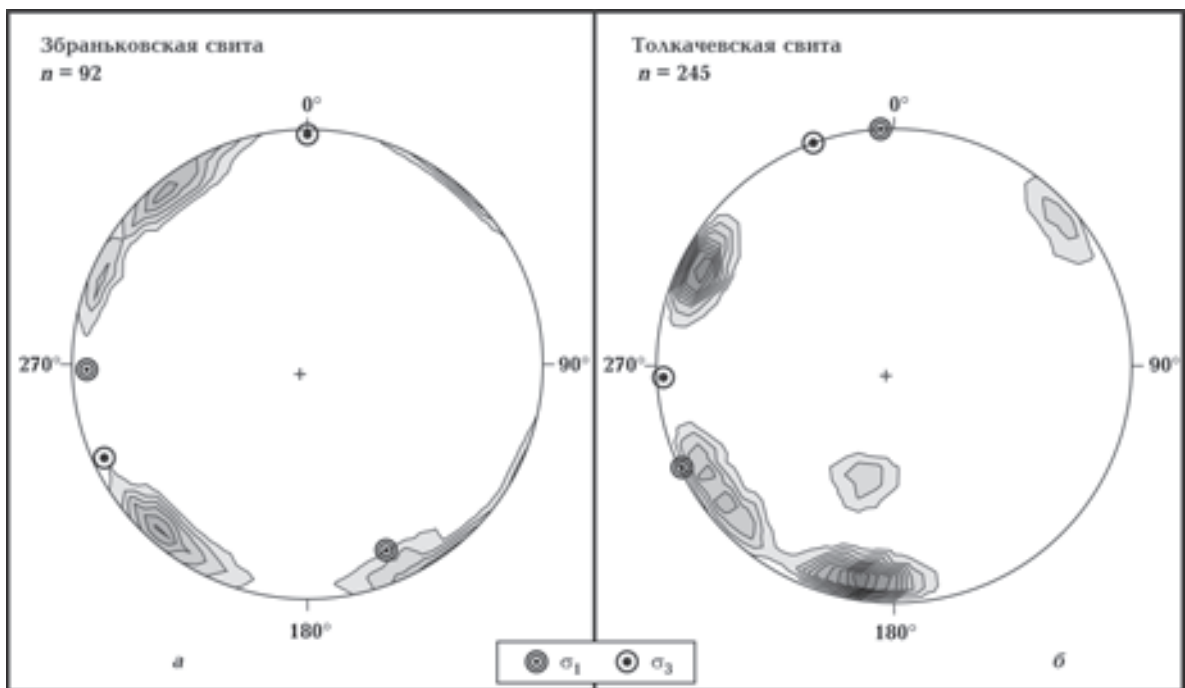 Збраньковская свита
n = 92
0°
270°
90°
180°
а
Толкачевская свита
n = 245
0°
270°
90°
180°
б
σ1 σ3